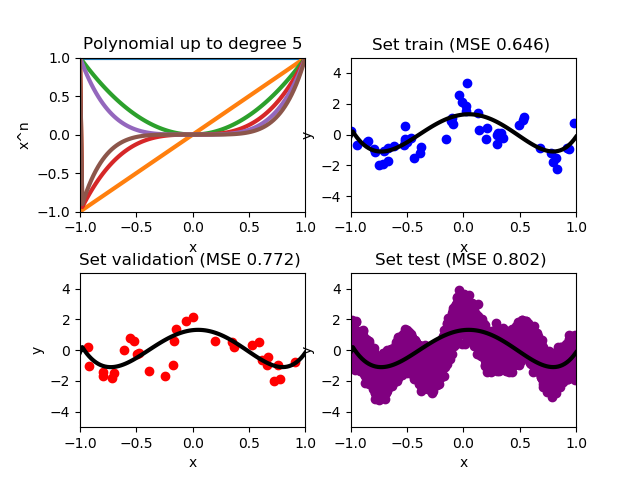 Polynomial up to degree 5
x^n
1.0
0.5
0.0
−0.5
−1.0
−1.0 −0.5 0.0 0.5 1.0
x
Set train (MSE 0.646)
y
4
2
0
−2
−4
−1.0 −0.5 0.0 0.5 1.0
x
Set validation (MSE 0.772)
y
4
2
0
−2
−4
−1.0 −0.5 0.0 0.5 1.0
x
Set test (MSE 0.802)
y
4
2
0
−2
−4
−1.0 −0.5 0.0 0.5 1.0
x